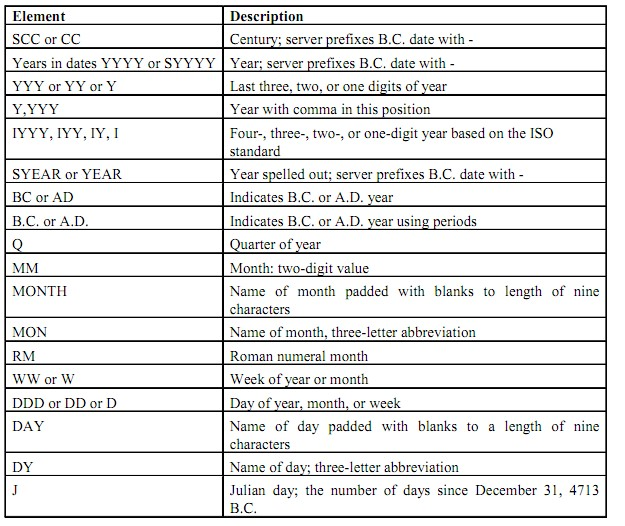 Element Description
SCC or CC Century; server prefixes B.C. date with -
Years in dates YYYY or SYYYY Year; server prefixes B.C. date with -
YYY or YY or Y Last three, two, or one digits of year
Y,YYY Year with comma in this position
IYYY, IYY, IY, I Four-, three-, two-, or one-digit year based on the ISO
standard
SYEAR or YEAR Year spelled out; server prefixes B.C. date with -
BC or AD Indicates B.C. or A.D. year
B.C. or A.D. Indicates B.C. or A.D. year using periods
Q Quarter of year
MM Month: two-digit value
MONTH Name of month padded with blanks to length of nine
characters
MON Name of month, three-letter abbreviation
RM Roman numeral month
WW or W Week of year or month
DDD or DD or D Day of year, month, or week
DAY Name of day padded with blanks to a length of nine
characters
DY Name of day; three-letter abbreviation
J Julian day; the number of days since December 31, 4713
B.C.